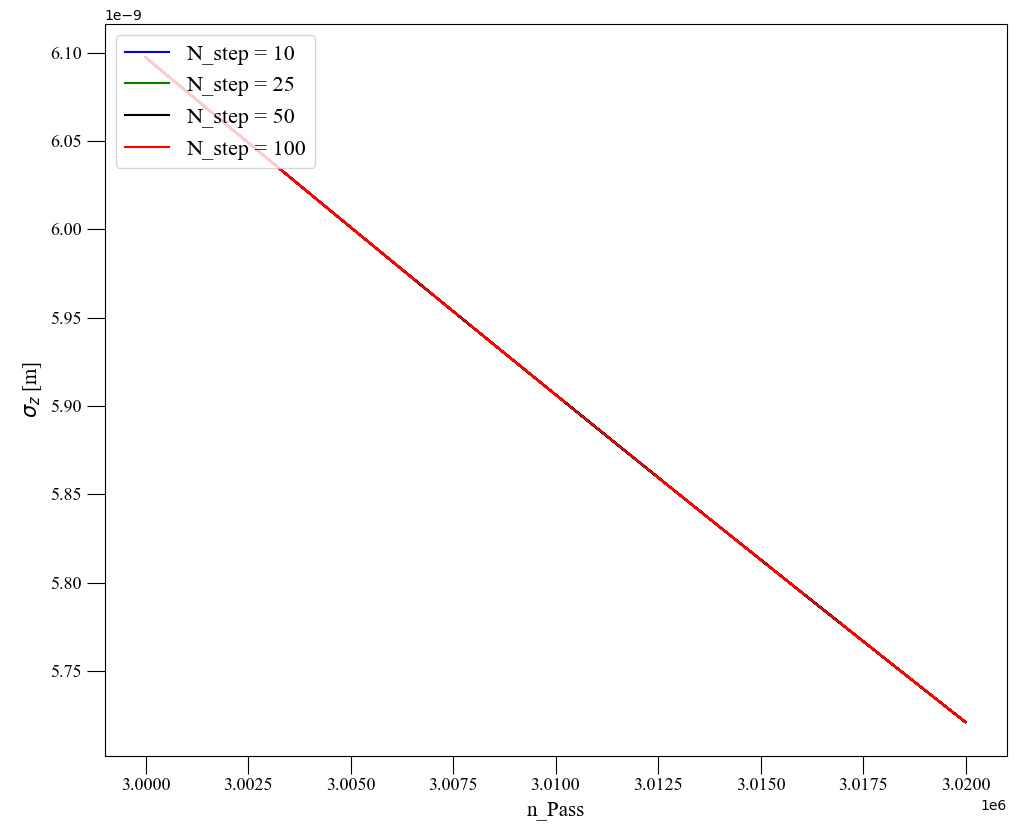 1e−9
6.10
6.05
6.00
5.95
5.90
5.85
5.80
5.75
σz [m]
N_step = 10
N_step = 25
N_step = 50
N_step = 100
3.0000 3.0025 3.0050 3.0075 3.0100 3.0125 3.0150 3.0175 3.0200
1e6
n_Pass